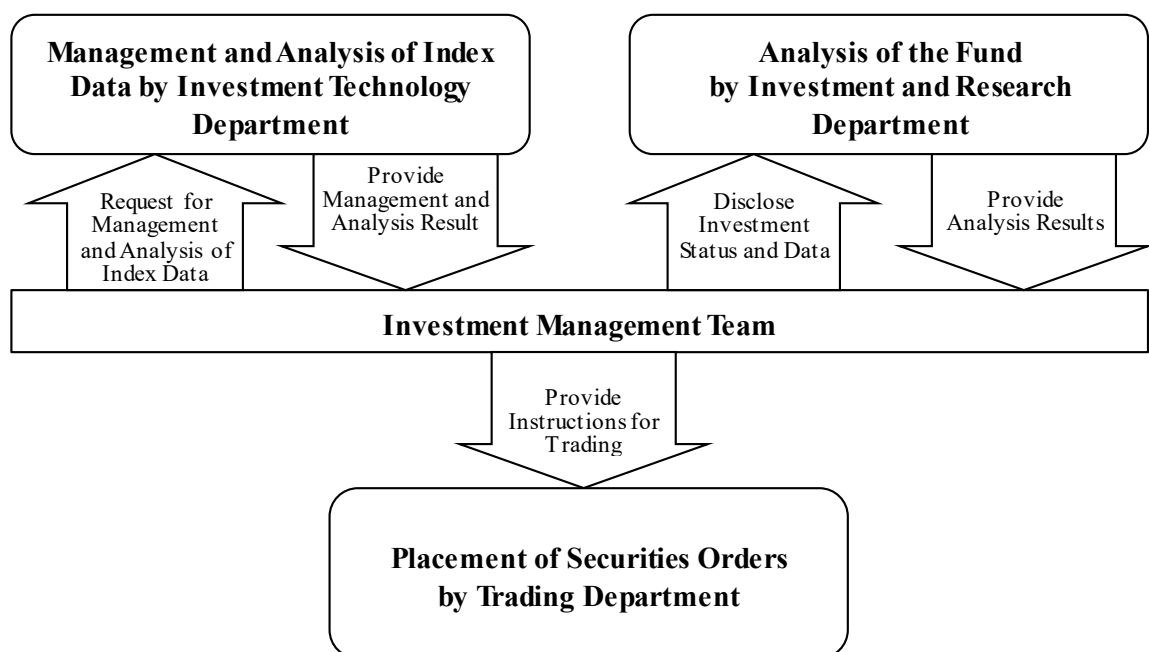 Management and Analysis of Index
Data by Investment Technology
Department
Analysis of the Fund
by Investment and Research
Department
Request for
Management
and Analysis of
Index Data
Provide
Management and
Analysis Result
Disclose
Investment
Status and Data
Provide
Analysis Results
Investment Management Team
Provide
Instructions for
Trading
Placement of Securities Orders
by Trading Department